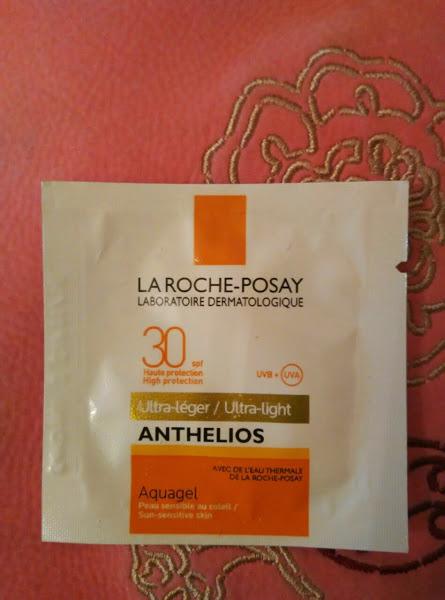 LA ROCHE-POSAY
LABORATOIRE DERMATOLOGIQUE
30 spf
Haute protection
High protection
UVB + UVA
Ultra-léger / Ultra-light
ANTHELIOS
AVEC DE L'EAU THERMALE
DE LA ROCHE-POSAY
Aquagel
Peau sensible au soleil /
Sun-sensitive skin